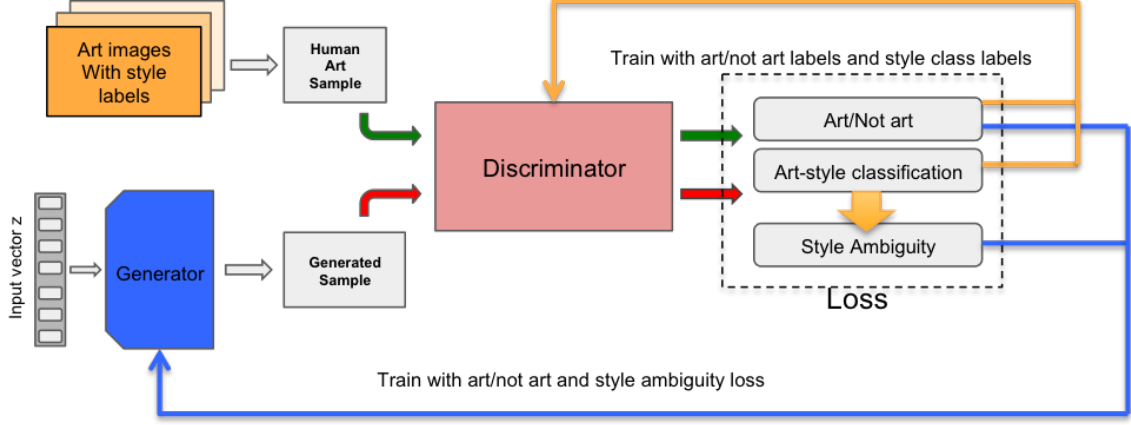 Art images
With style
labels
Human
Art
Sample
Train with art/not art labels and style class labels
Discriminator
Art/Not art
Art-style classification
Style Ambiguity
Loss
Input vector z
Generator
Generated
Sample
Train with art/not art and style ambiguity loss